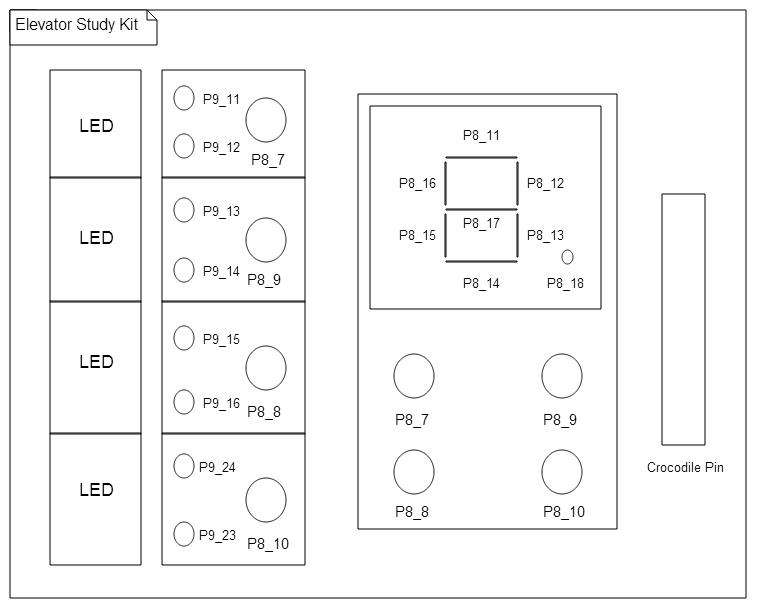 Elevator Study Kit
LED
P9_11
P9_12
P8_7
LED
P9_13
P9_14
P8_9
LED
P9_15
P9_16
P8_8
LED
P9_24
P9_23
P8_10
P8_11
P8_16
P8_12
P8_17
P8_15
P8_13
P8_14
P8_18
P8_7
P8_9
P8_8
P8_10
Crocodile Pin